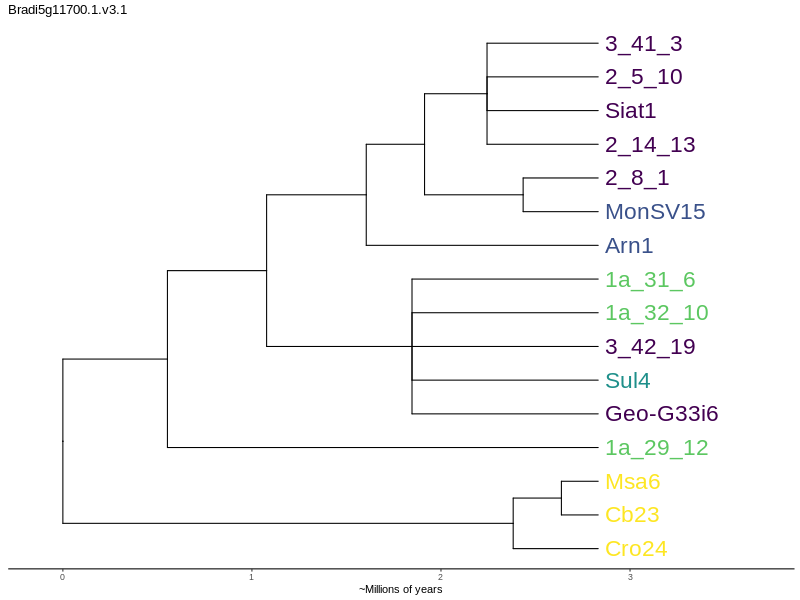 Bradi5g11700.1.v3.1
3_41_3
2_5_10
Siat1
2_14_13
2_8_1
MonSV15
Arn1
1a_31_6
1a_32_10
3_42_19
Sul4
Geo-G33i6
1a_29_12
Msa6
Cb23
Cro24
0 1 2 3
~Millions of years